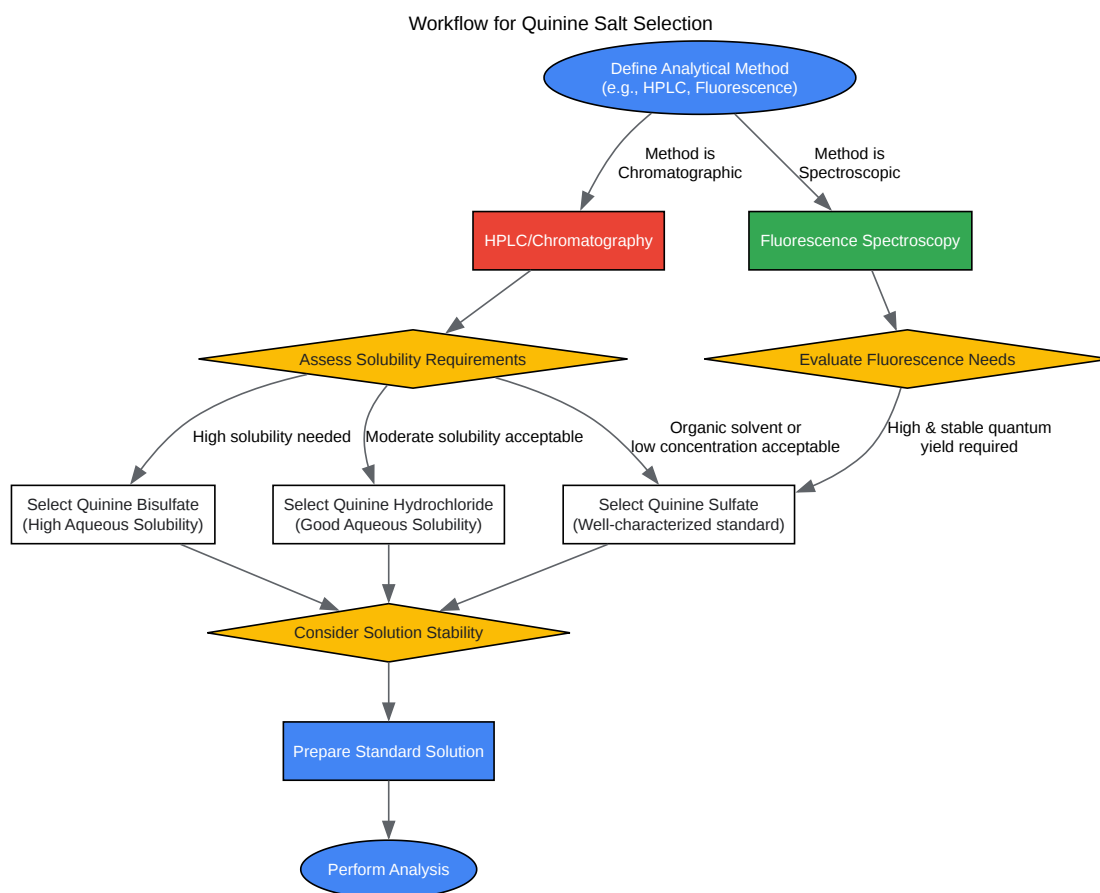 Workflow for Quinine Salt Selection
Define Analytical Method
(e.g., HPLC, Fluorescence)
Method is
Chromatographic
Method is
Spectroscopic
HPLC/Chromatography
Fluorescence Spectroscopy
Assess Solubility Requirements
Evaluate Fluorescence Needs
High solubility needed
Moderate solubility acceptable
Organic solvent or
low concentration acceptable
High & stable quantum
yield required
Select Quinine Bisulfate
(High Aqueous Solubility)
Select Quinine Hydrochloride
(Good Aqueous Solubility)
Select Quinine Sulfate
(Well-characterized standard)
Consider Solution Stability
Prepare Standard Solution
Perform Analysis